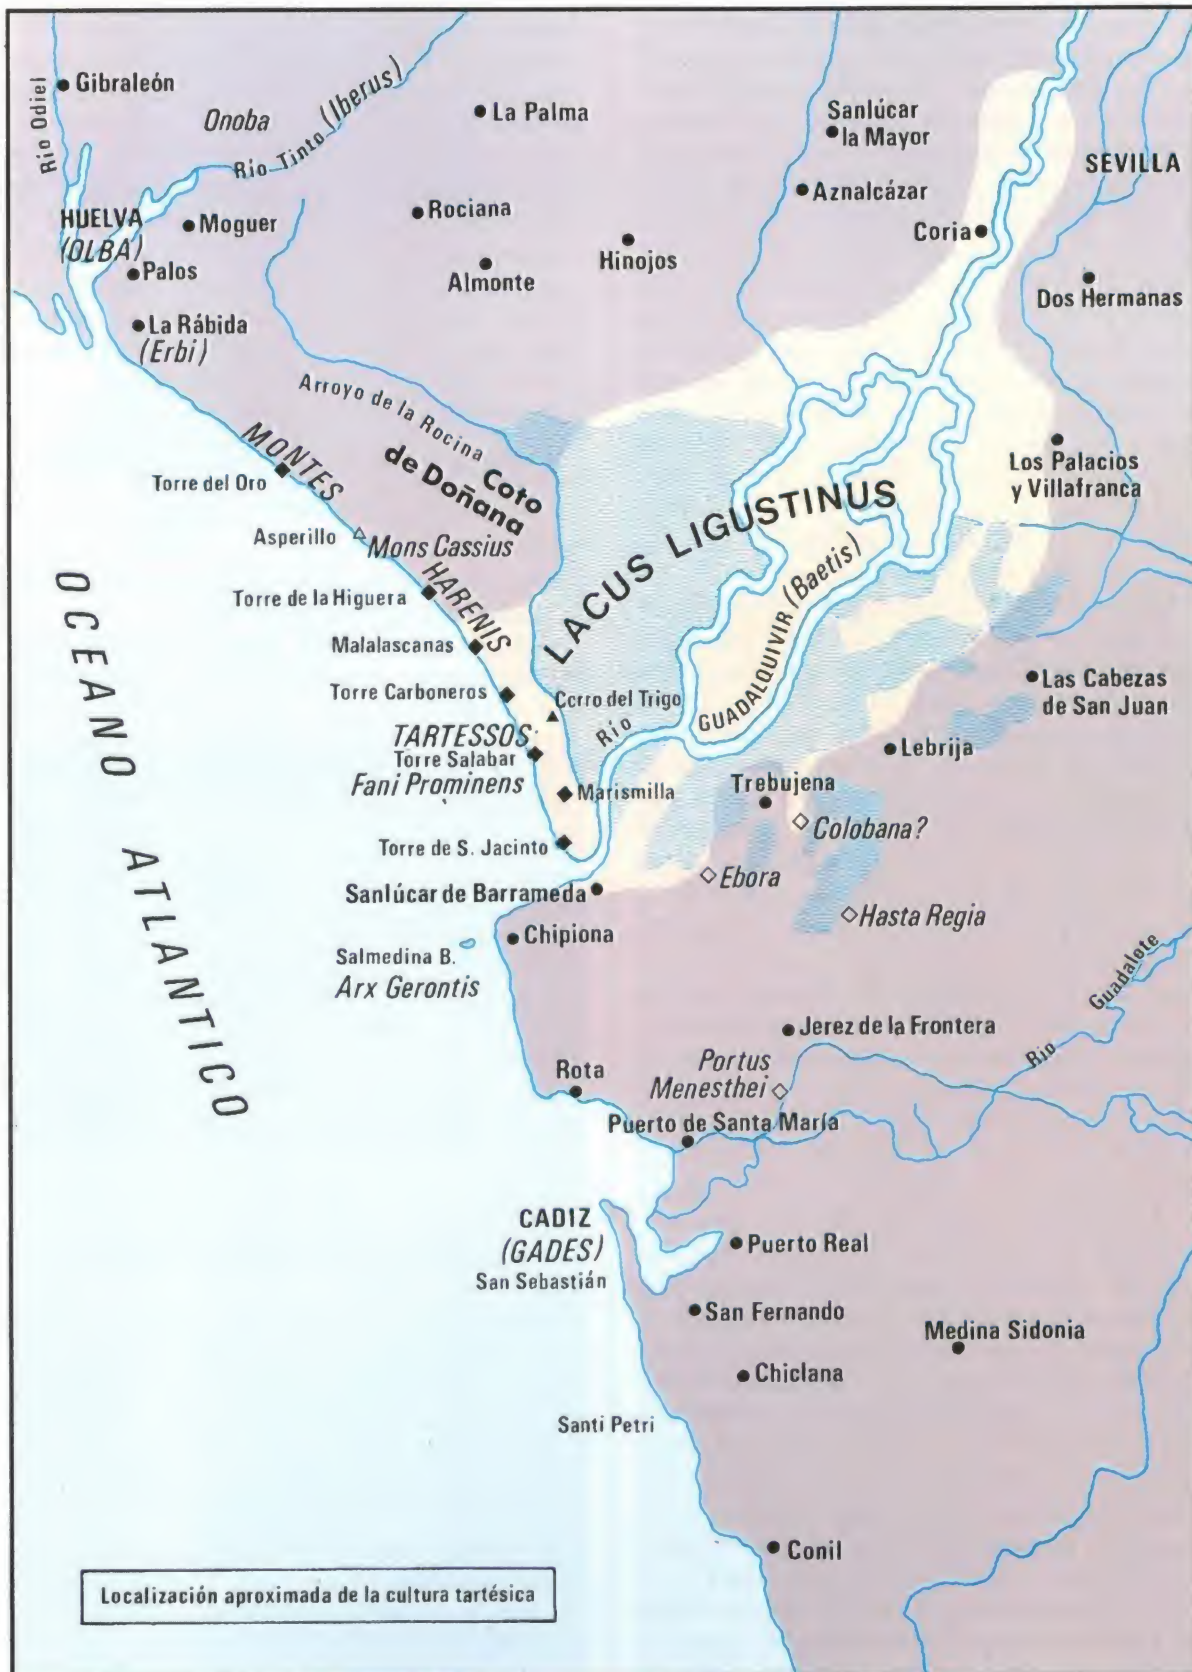 Gibraleón
Río Odiel
Onoba
Río Tinto (Iberus)
La Palma
Sanlúcar
la Mayor
SEVILLA
Aznalcázar
HUELVA
(OLBA)
Moguer
Rociana
Coria
Palos
Almonte
Hinojos
Dos Hermanas
La Rábida
(Erbi)
Arroyo de la Rocina
MONTES
HARENIS
Coto
de Doñana
Torre del Oro
Los Palacios
y Villafranca
LACUS LIGUSTINUS
Asperillo
Mons Cassius
Torre de la Higuera
RÍO GUADALQUIVIR (Baetis)
Malalascanas
Torre Carboneros
Corro del Trigo
Las Cabezas
de San Juan
TARTESSOS:
Torre Salabar
Fani Prominens
Lebrija
Marismilla
Trebujena
Colobana?
Torre de S. Jacinto
Ebora
Sanlúcar de Barrameda
Hasta Regia
Chipiona
Salmedina B.
Arx Gerontis
Río Guadalete
Jerez de la Frontera
Portus
Menesthei
Rota
Puerto de Santa María
CADIZ
(GADES)
San Sebastián
Puerto Real
San Fernando
Medina Sidonia
Chiclana
Santi Petri
Conil
OCEANO ATLANTICO
Localización aproximada de la cultura tartésica